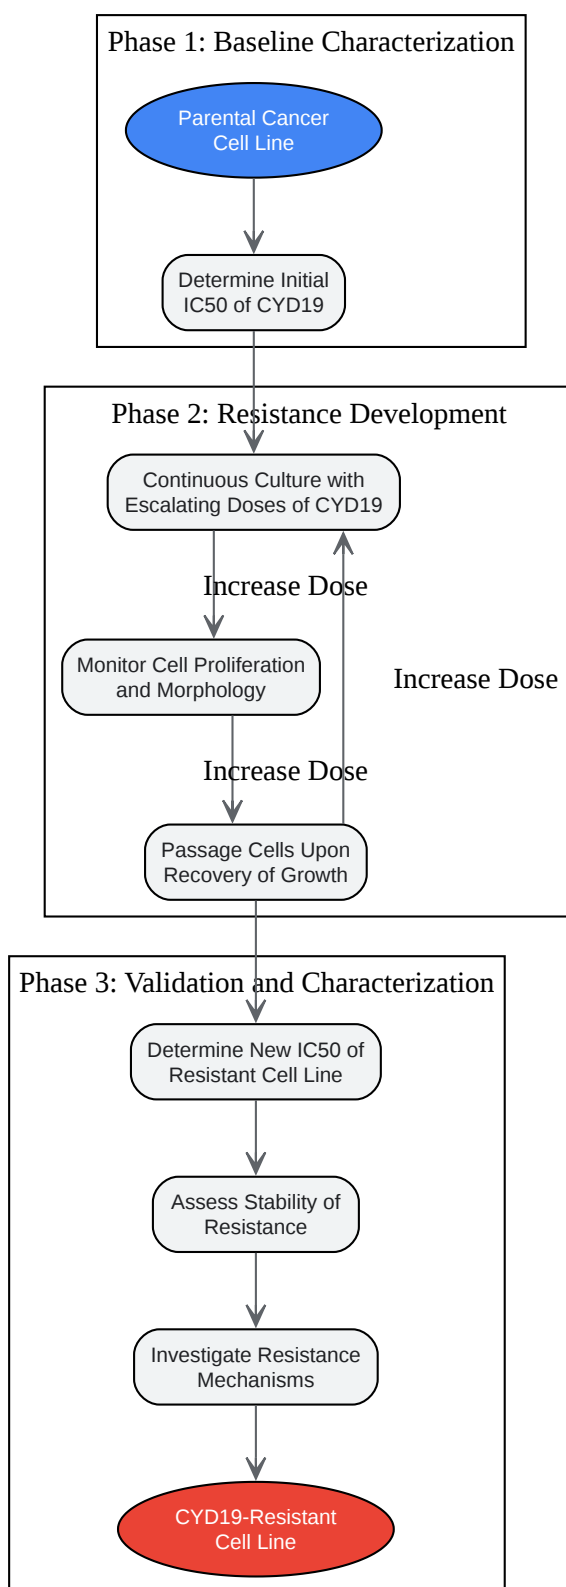 Phase 1: Baseline Characterization
Parental Cancer
Cell Line
Determine Initial
IC50 of CYD19
Phase 2: Resistance Development
Continuous Culture with
Escalating Doses of CYD19
Increase Dose
Monitor Cell Proliferation
and Morphology
Increase Dose
Increase Dose
Passage Cells Upon
Recovery of Growth
Phase 3: Validation and Characterization
Determine New IC50 of
Resistant Cell Line
Assess Stability of
Resistance
Investigate Resistance
Mechanisms
CYD19-Resistant
Cell Line